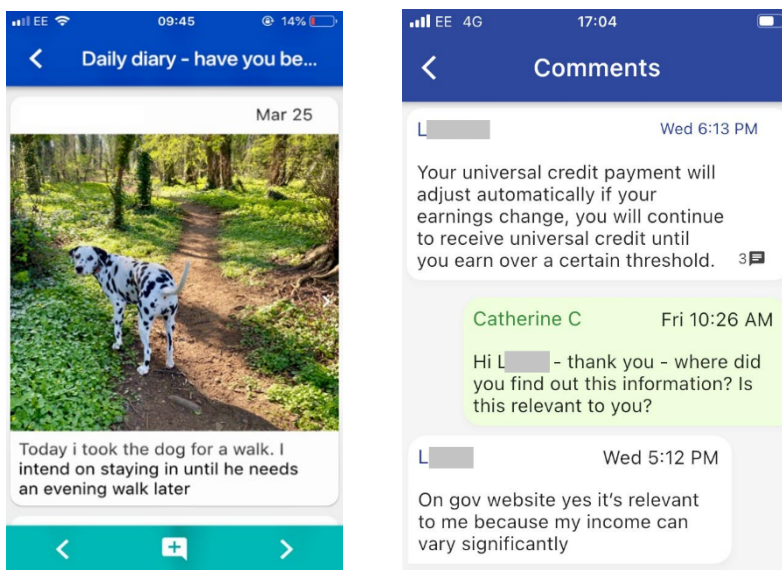 EE 09:45 14%
Daily diary - have you be...
Mar 25
Today i took the dog for a walk. I
intend on staying in until he needs
an evening walk later
EE 4G 17:04
Comments
L
Wed 6:13 PM
Your universal credit payment will
adjust automatically if your
earnings change, you will continue
to receive universal credit until
you earn over a certain threshold.
3
Catherine C
Fri 10:26 AM
Hi L - thank you - where did
you find out this information? Is
this relevant to you?
L
Wed 5:12 PM
On gov website yes it's relevant
to me because my income can
vary significantly